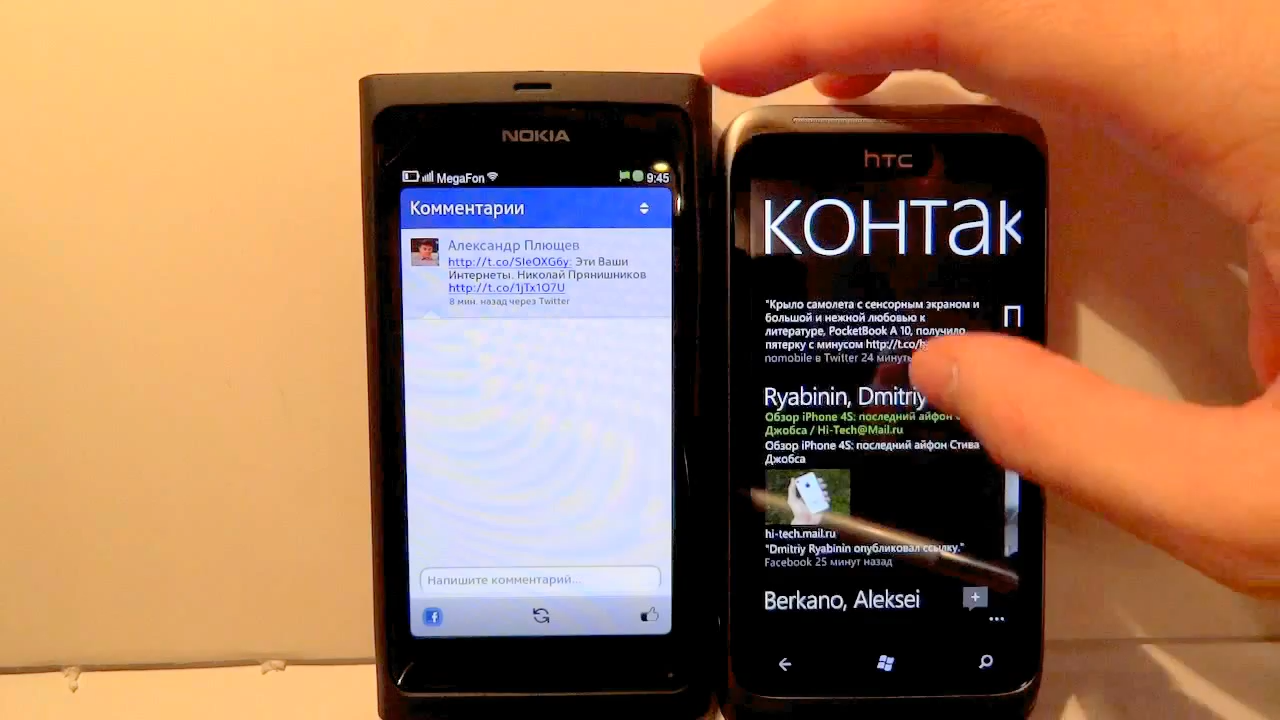 NOKIA
MegaFon
9:45
Комментарии
Александр Плющев
http://t.co/SIeOXG6y: Эти Ваши
Интернеты. Николай Прянишников
http://t.co/1jTx1O7U
8 мин. назад через Twitter
Напишите комментарий...
hTC
контак
"Крыло самолета с сенсорным экраном и
большой и нежной любовью к
литературе, PocketBook A 10, получило
пятерку с минусом http://t.co/
nomobile в Twitter 24 минуты
П
Ryabinin, Dmitriy
Обзор iPhone 4S: последний айфон
Джобса / Hi-Tech@Mail.ru
Обзор iPhone 4S: последний айфон Стива
Джобса
hi-tech.mail.ru
"Dmitriy Ryabinin опубликовал ссылку."
Facebook 25 минут назад
Berkano, Aleksei